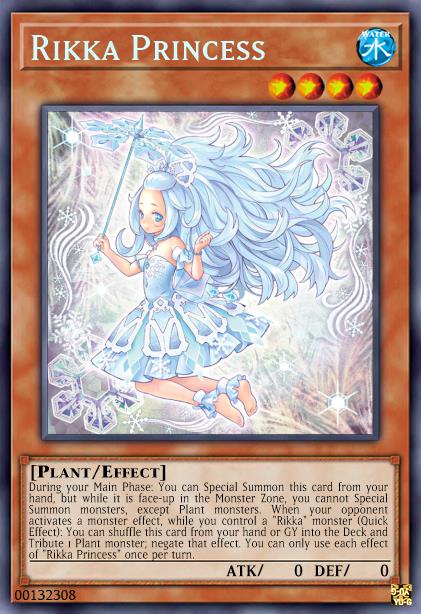 Rikka Princess
WATER
水
[Plant/Effect]
During your Main Phase: You can Special Summon this card from your
hand, but while it is face-up in the Monster Zone, you cannot Special
Summon monsters, except Plant monsters. When your opponent
activates a monster effect, while you control a "Rikka" monster (Quick
Effect): You can shuffle this card from your hand or GY into the Deck and
Tribute 1 Plant monster; negate that effect. You can only use each effect
of "Rikka Princess" once per turn.
ATK/ 0 DEF/ 0
00132308